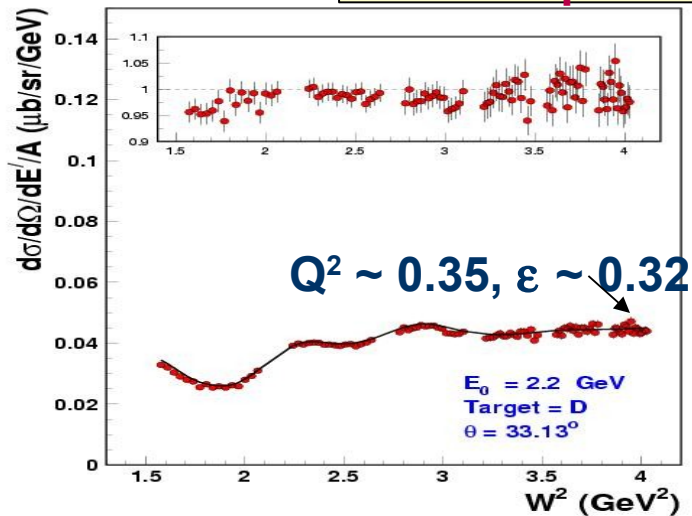 dσ/dΩ/dE'/A (μb/sr/GeV)
0.14
0.12
0.1
0.08
0.06
0.04
0.02
0
1.1
1.05
1
0.95
0.9
1.5 2 2.5 3 3.5 4
Q² ~ 0.35, ε ~ 0.32
E₀ = 2.2 GeV
Target = D
θ = 33.13°
1.5 2 2.5 3 3.5 4
W² (GeV²)